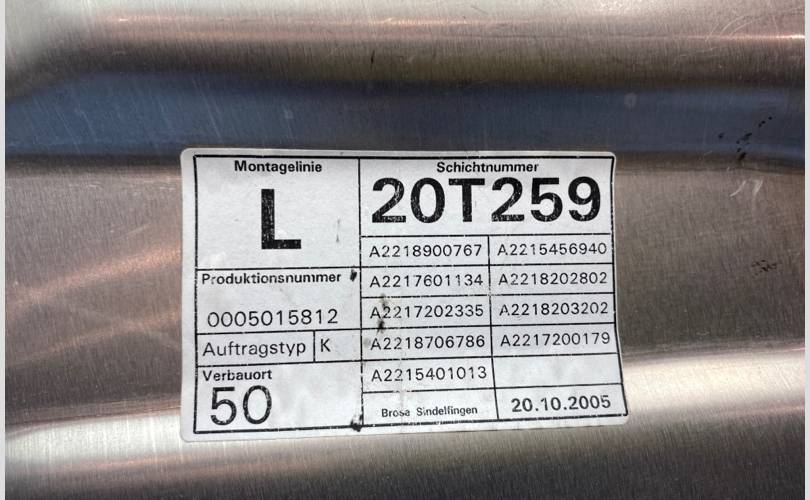 Montagelinie
L
Schichtnummer
20T259
A2218900767 A2215456940
Produktionsnummer
0005015812
A2217601134 A2218202802
A2217202335 A2218203202
Auftragstyp K
A2218706786 A2217200179
Verbauort
50
A2215401013
Brose Sindelfingen
20.10.2005